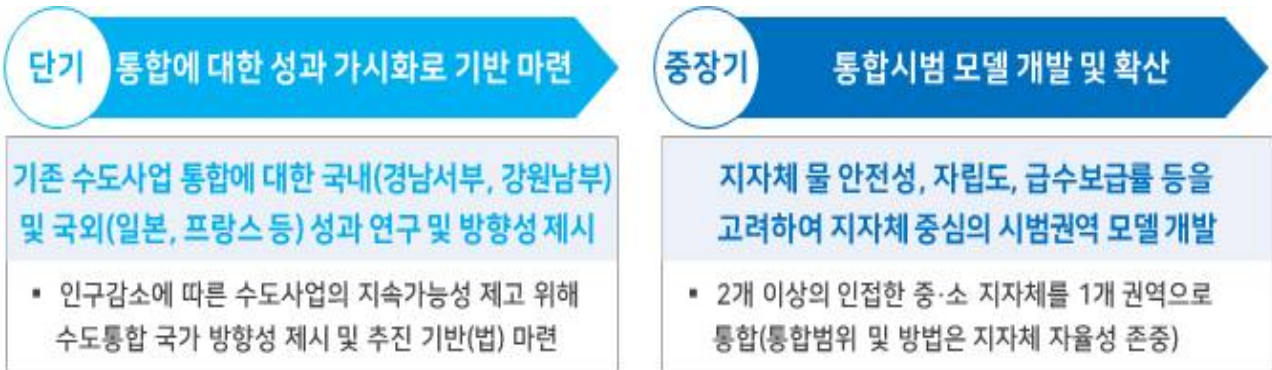 단기
통합에 대한 성과 가시화로 기반 마련
기존 수도사업 통합에 대한 국내(경남서부, 강원남부)
및 국외(일본, 프랑스 등) 성과 연구 및 방향성 제시
▪ 인구감소에 따른 수도사업의 지속가능성 제고 위해
수도통합 국가 방향성 제시 및 추진 기반(법) 마련
중장기
통합시범 모델 개발 및 확산
지자체 물 안전성, 자립도, 급수보급률 등을
고려하여 지자체 중심의 시범권역 모델 개발
▪ 2개 이상의 인접한 중·소 지자체를 1개 권역으로
통합(통합범위 및 방법은 지자체 자율성 존중)